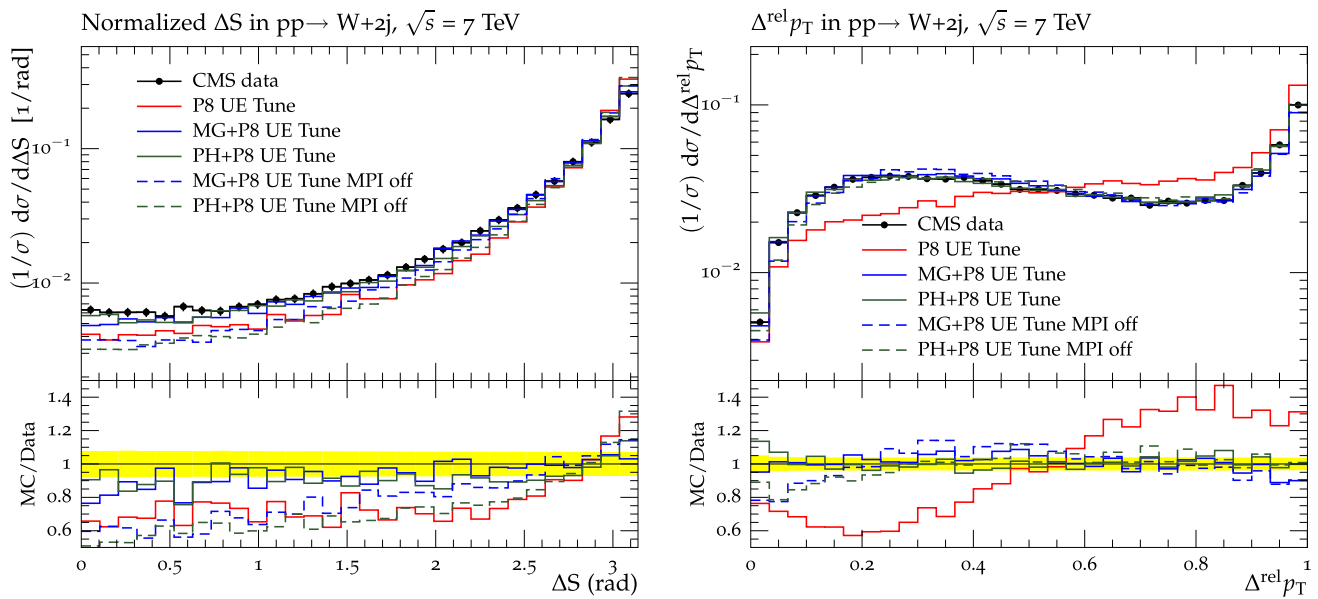 Normalized ΔS in pp→ W+2j, √s = 7 TeV
(1/σ) dσ/dΔS [1/rad]
10⁻¹
10⁻²
CMS data
P8 UE Tune
MG+P8 UE Tune
PH+P8 UE Tune
MG+P8 UE Tune MPI off
PH+P8 UE Tune MPI off
MC/Data
1.4
1.2
1
0.8
0.6
0 0.5 1 1.5 2 2.5 3
ΔS (rad)
Δ^rel p_T in pp→ W+2j, √s = 7 TeV
(1/σ) dσ/dΔ^rel p_T
10⁻¹
10⁻²
CMS data
P8 UE Tune
MG+P8 UE Tune
PH+P8 UE Tune
MG+P8 UE Tune MPI off
PH+P8 UE Tune MPI off
MC/Data
1.4
1.2
1
0.8
0.6
0 0.2 0.4 0.6 0.8 1
Δ^rel p_T